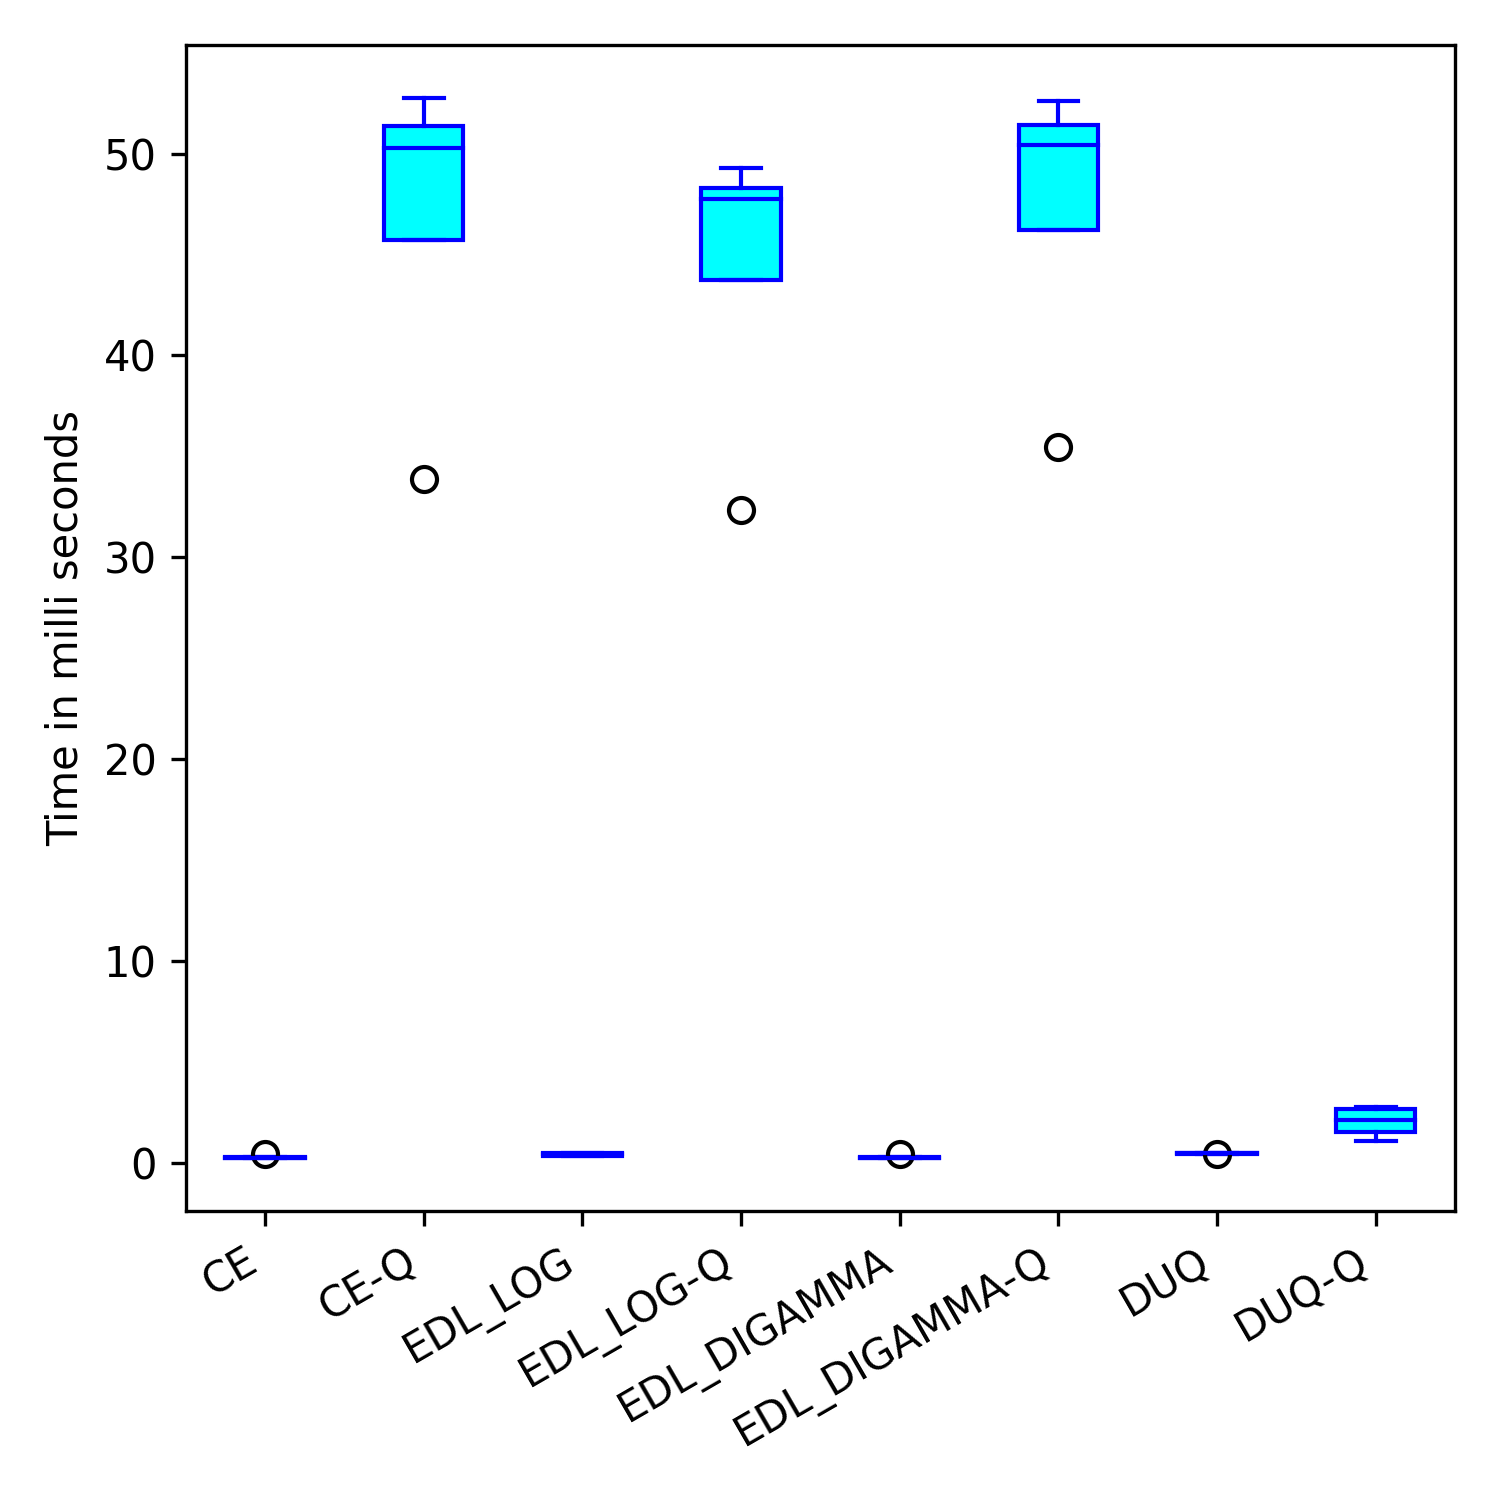 Time in milli seconds
50
40
30
20
10
0
CE
CE-Q
EDL_LOG
EDL_LOG-Q
EDL_DIGAMMA
EDL_DIGAMMA-Q
DUQ
DUQ-Q